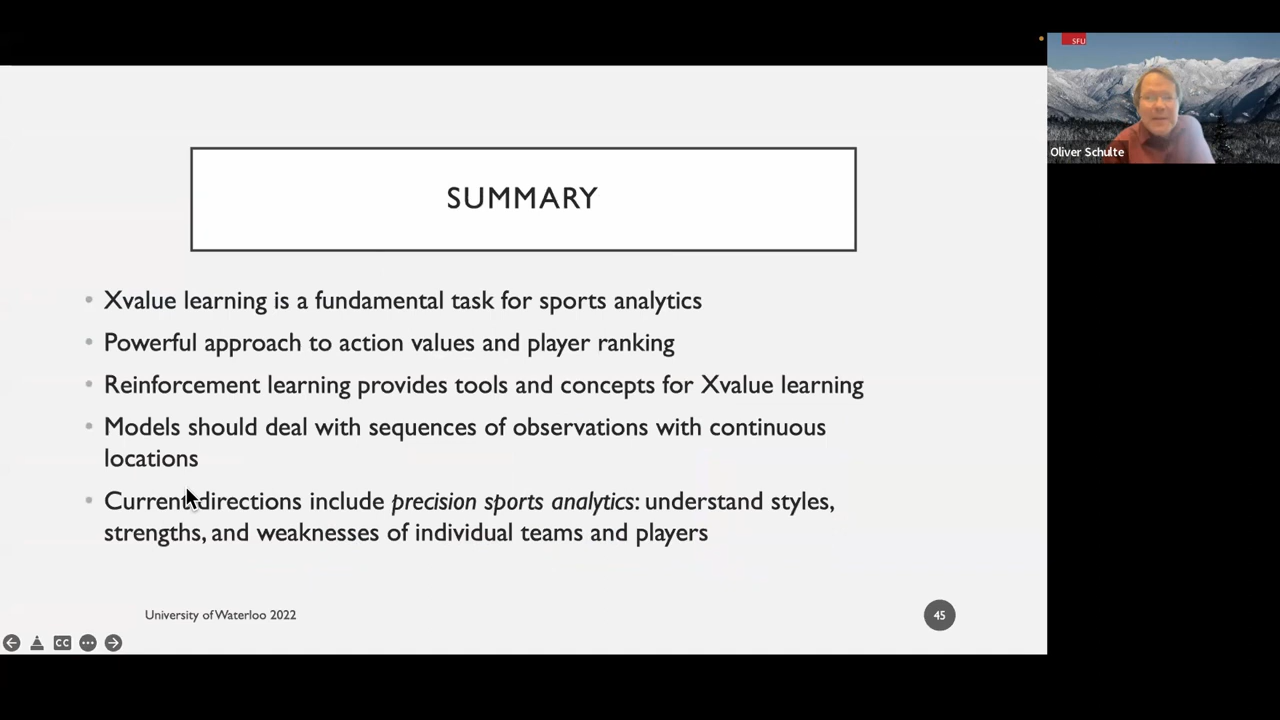 SFU
Oliver Schulte
SUMMARY
• Xvalue learning is a fundamental task for sports analytics
• Powerful approach to action values and player ranking
• Reinforcement learning provides tools and concepts for Xvalue learning
• Models should deal with sequences of observations with continuous
locations
• Current directions include precision sports analytics: understand styles,
strengths, and weaknesses of individual teams and players
University of Waterloo 2022
45
CC